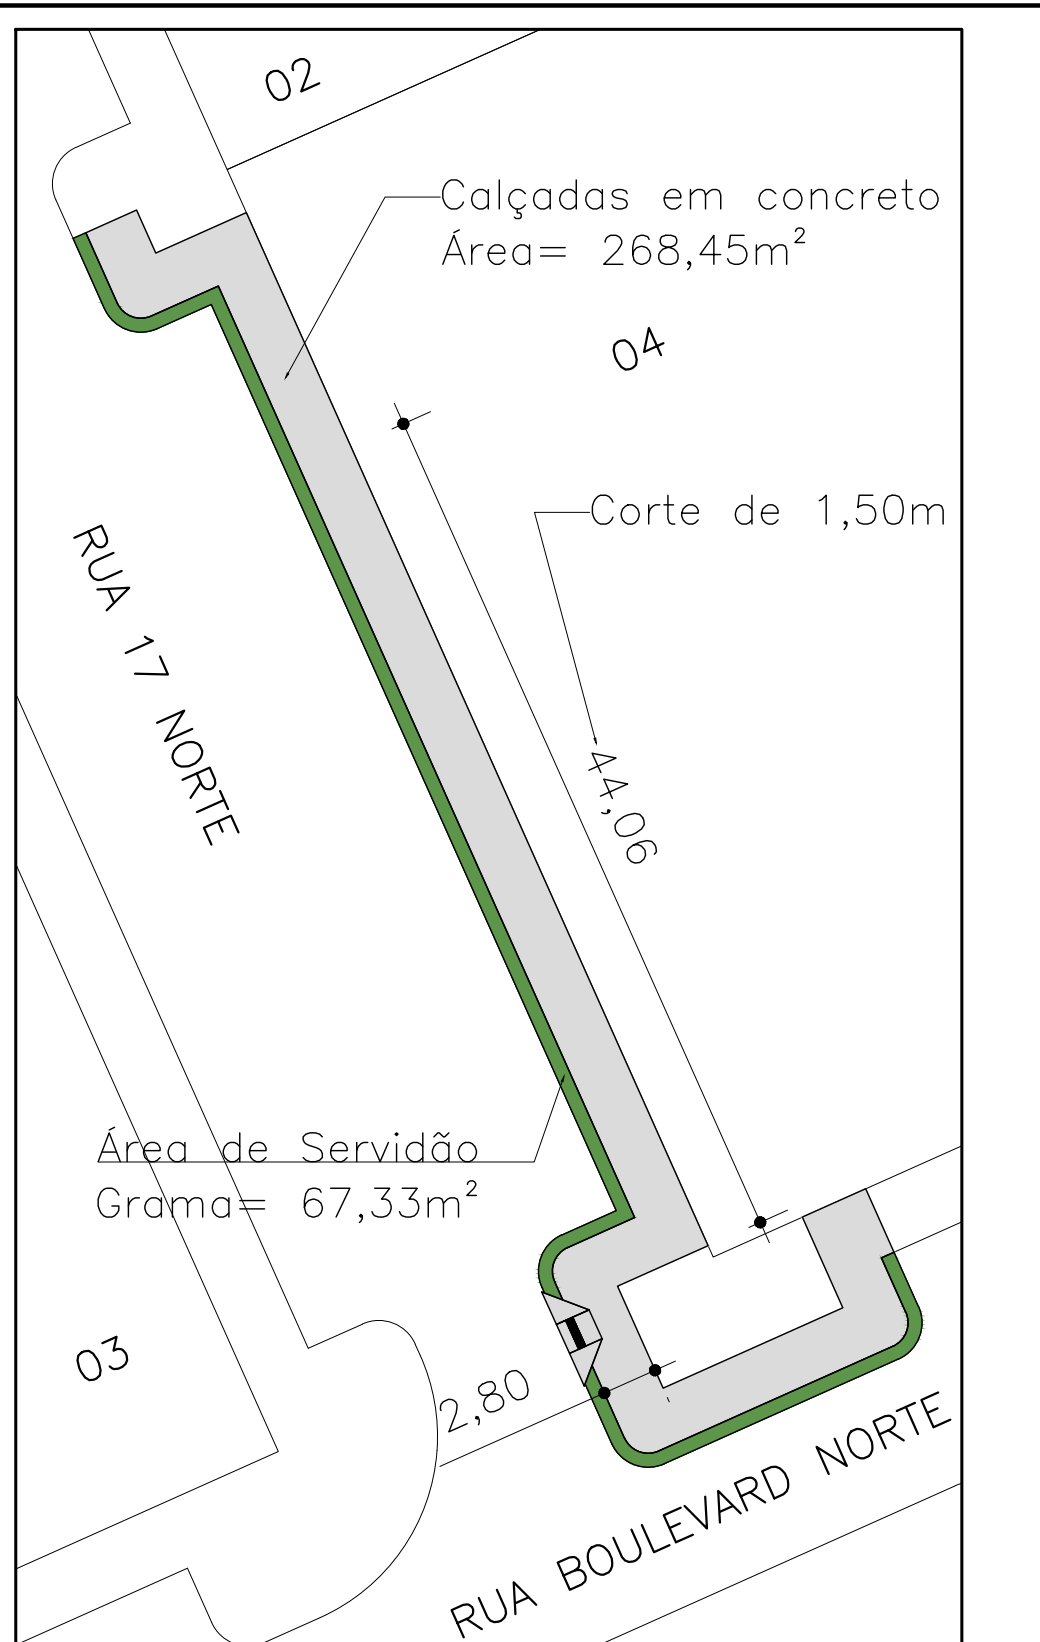 02
Calçadas em concreto
Área= 268,45m²
04
Corte de 1,50m
RUA 17 NORTE
44,06
Área de Servidão
Grama= 67,33m²
03
2,80
RUA BOULEVARD NORTE